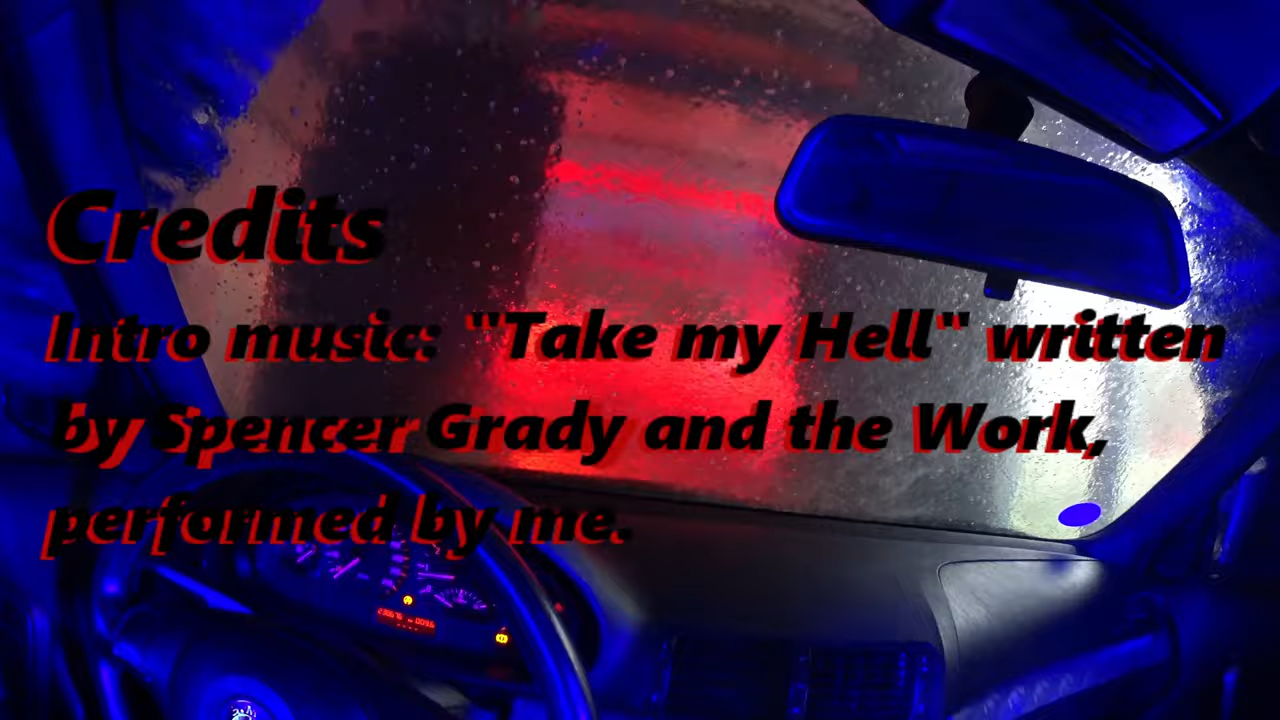 Credits
Intro music: "Take my Hell" written
by Spencer Grady and the Work,
performed by me.